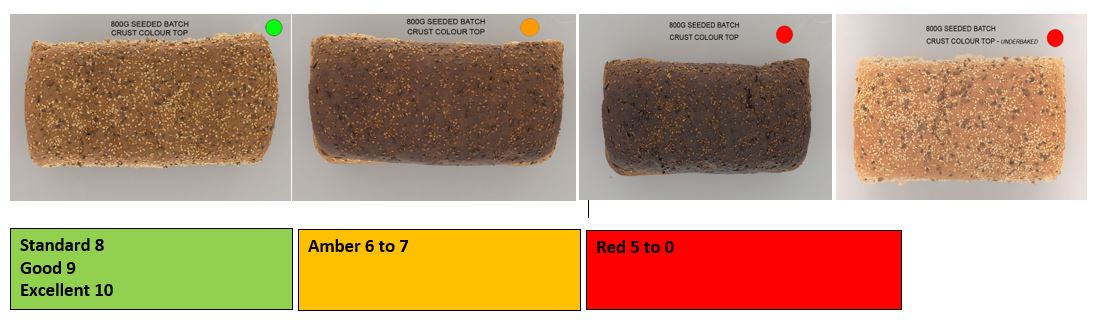 800G SEEDED BATCH
CRUST COLOUR TOP
800G SEEDED BATCH
CRUST COLOUR TOP
800G SEEDED BATCH
CRUST COLOUR TOP
800G SEEDED BATCH
CRUST COLOUR TOP - UNDERBAKED
Standard 8
Good 9
Excellent 10
Amber 6 to 7
Red 5 to 0